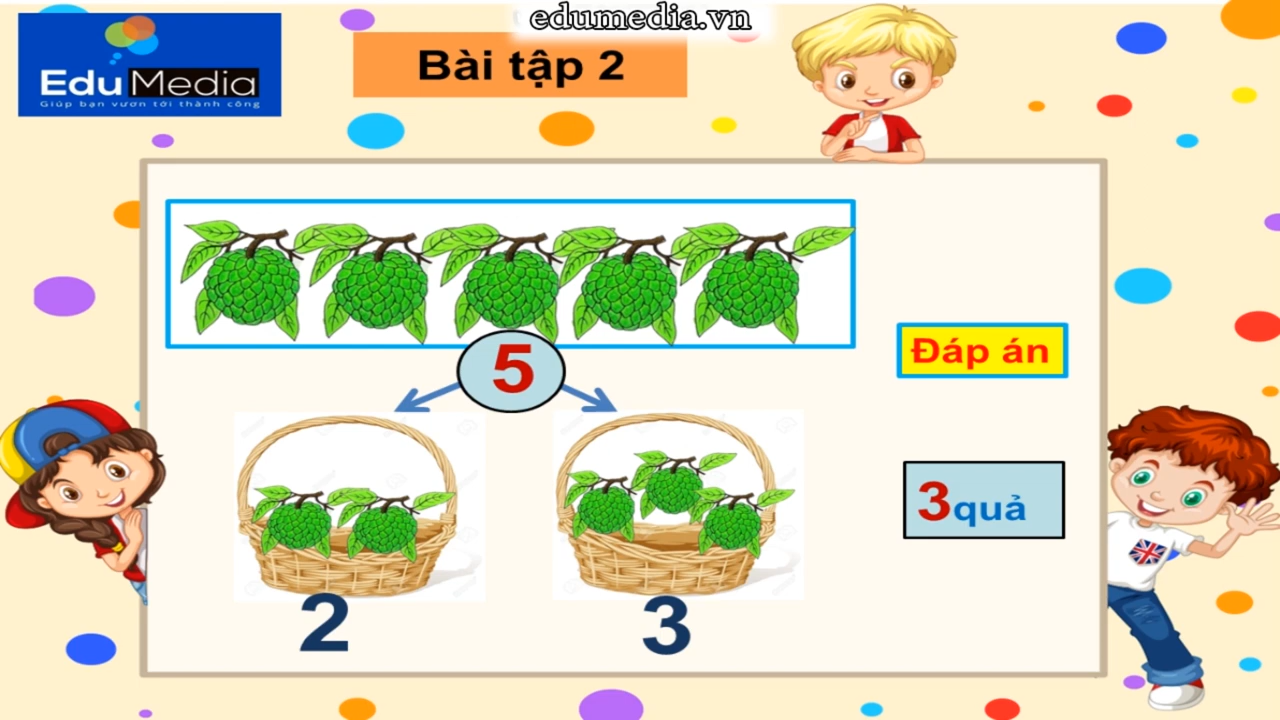 edumedia.vn
EduMedia
Giúp bạn vươn tới thành công
Bài tập 2
5
Đáp án
3quả
2
3